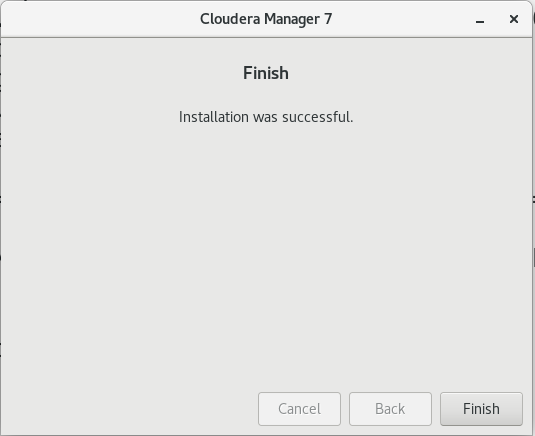 Cloudera Manager 7
Finish
Installation was successful.
Cancel
Back
Finish